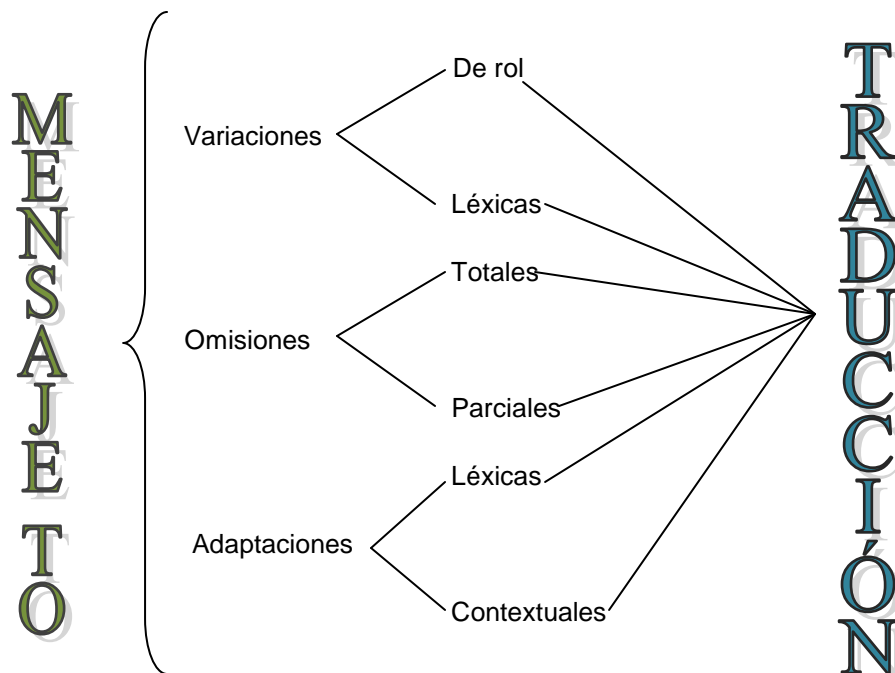 MENSAJE TO
Variaciones
De rol
Léxicas
Omisiones
Totales
Parciales
Adaptaciones
Léxicas
Contextuales
TRADUCCIÓN